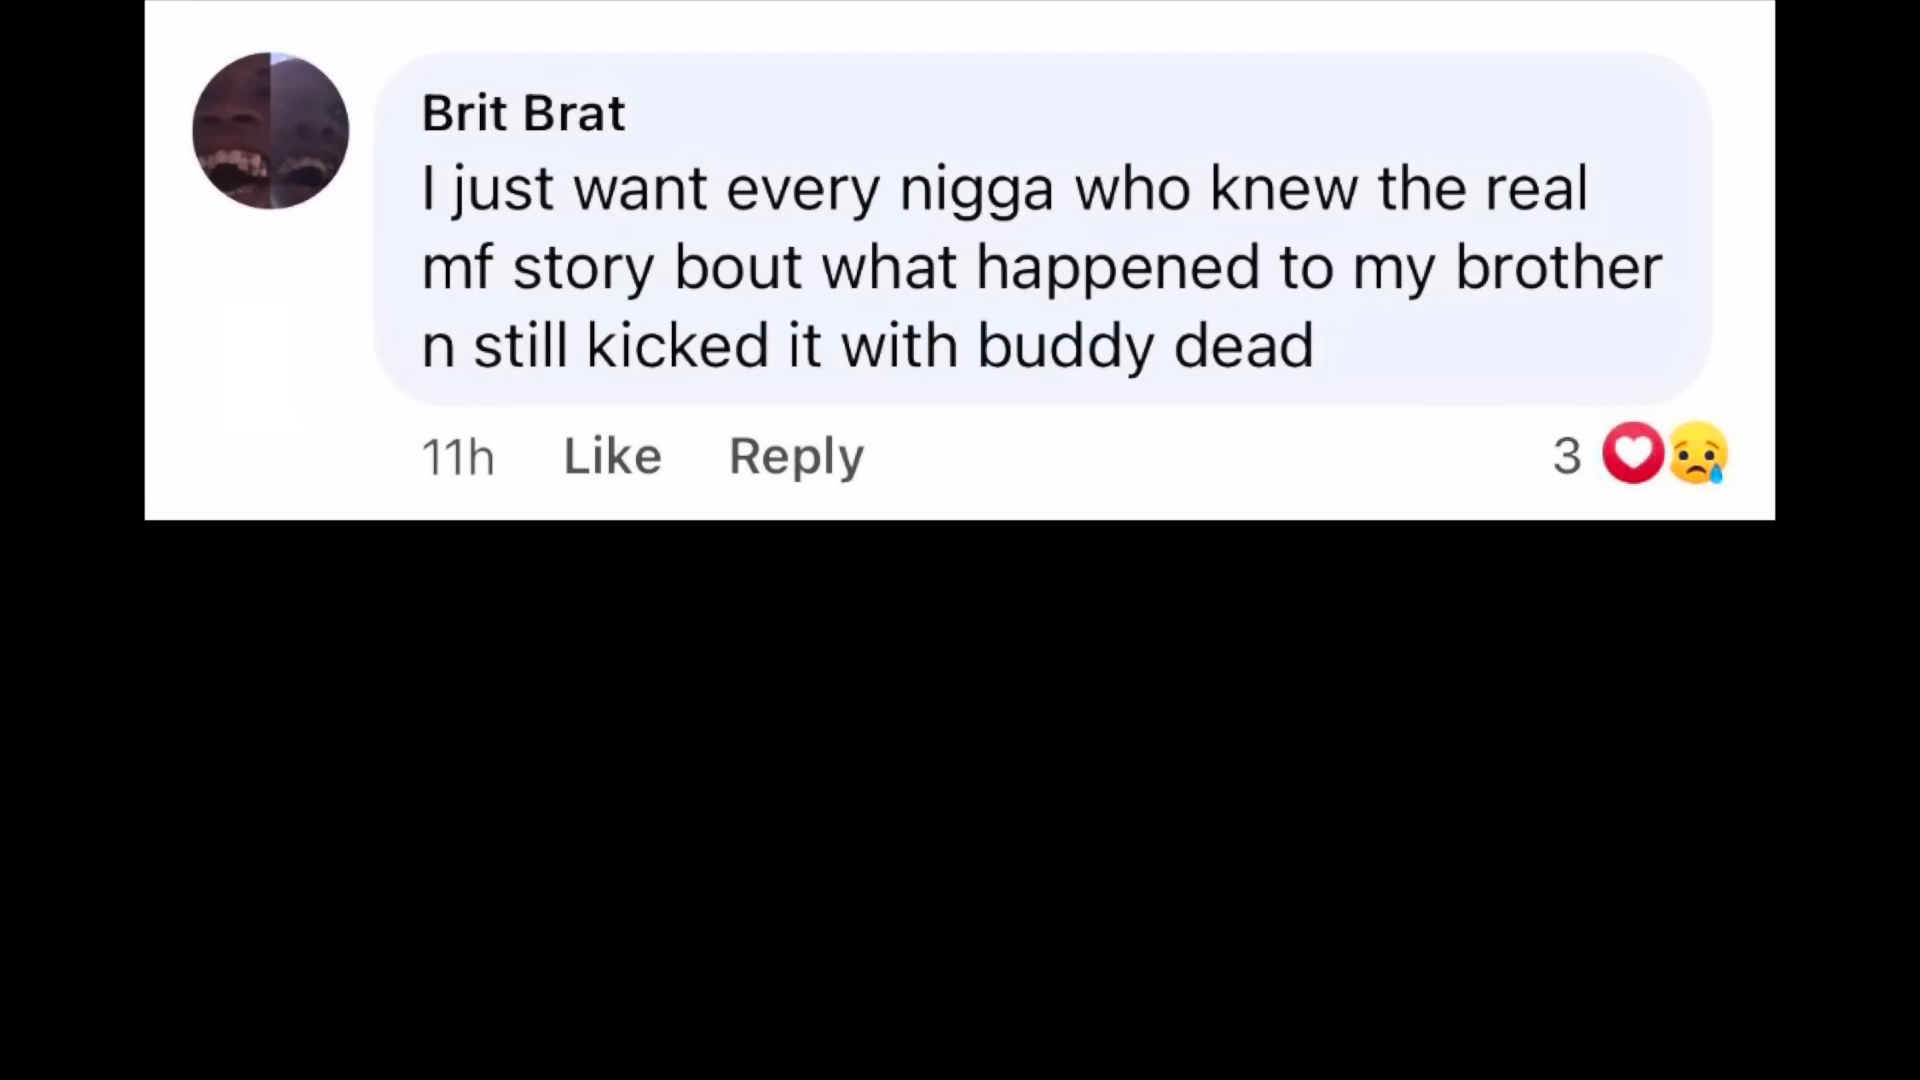 Brit Brat
I just want every nigga who knew the real
mf story bout what happened to my brother
n still kicked it with buddy dead
11h Like Reply 3